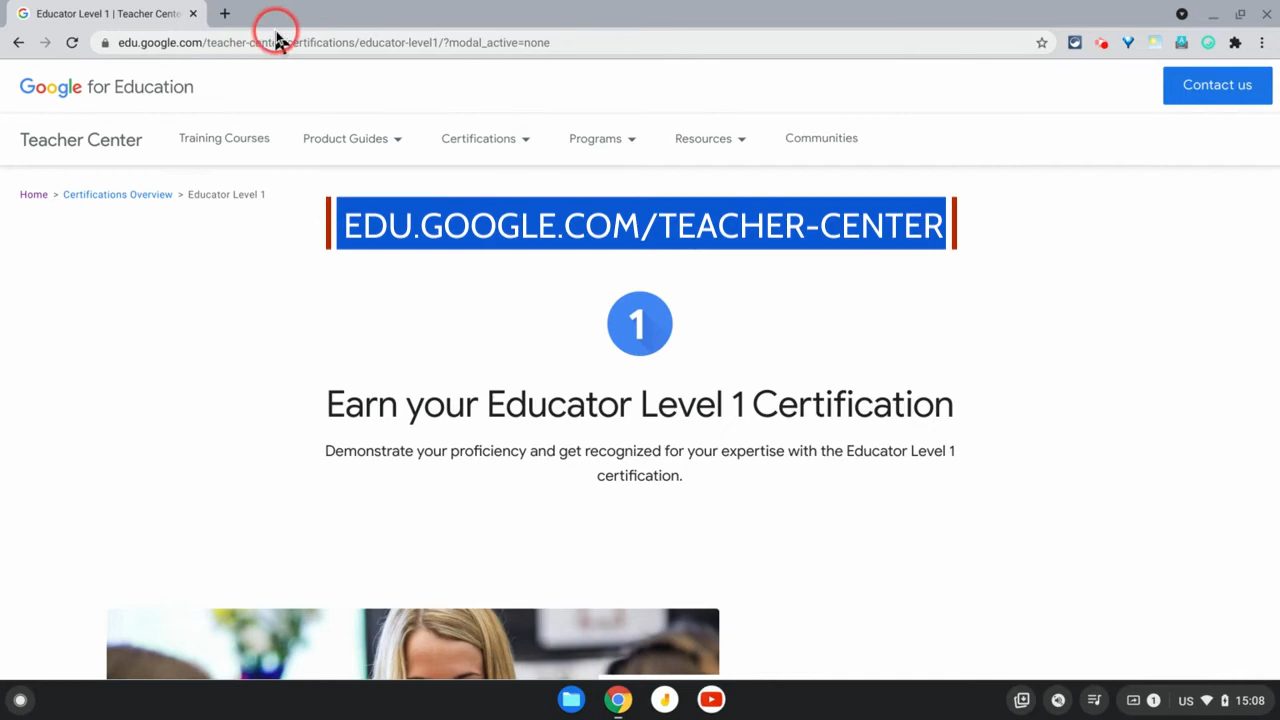 Educator Level 1 | Teacher Cente
edu.google.com/teacher-center/certifications/educator-level1/?modal_active=none
Google for Education
Contact us
Teacher Center
Training Courses
Product Guides
Certifications
Programs
Resources
Communities
Home > Certifications Overview > Educator Level 1
EDU.GOOGLE.COM/TEACHER-CENTER
1
Earn your Educator Level 1 Certification
Demonstrate your proficiency and get recognized for your expertise with the Educator Level 1
certification.
1
US
15:08